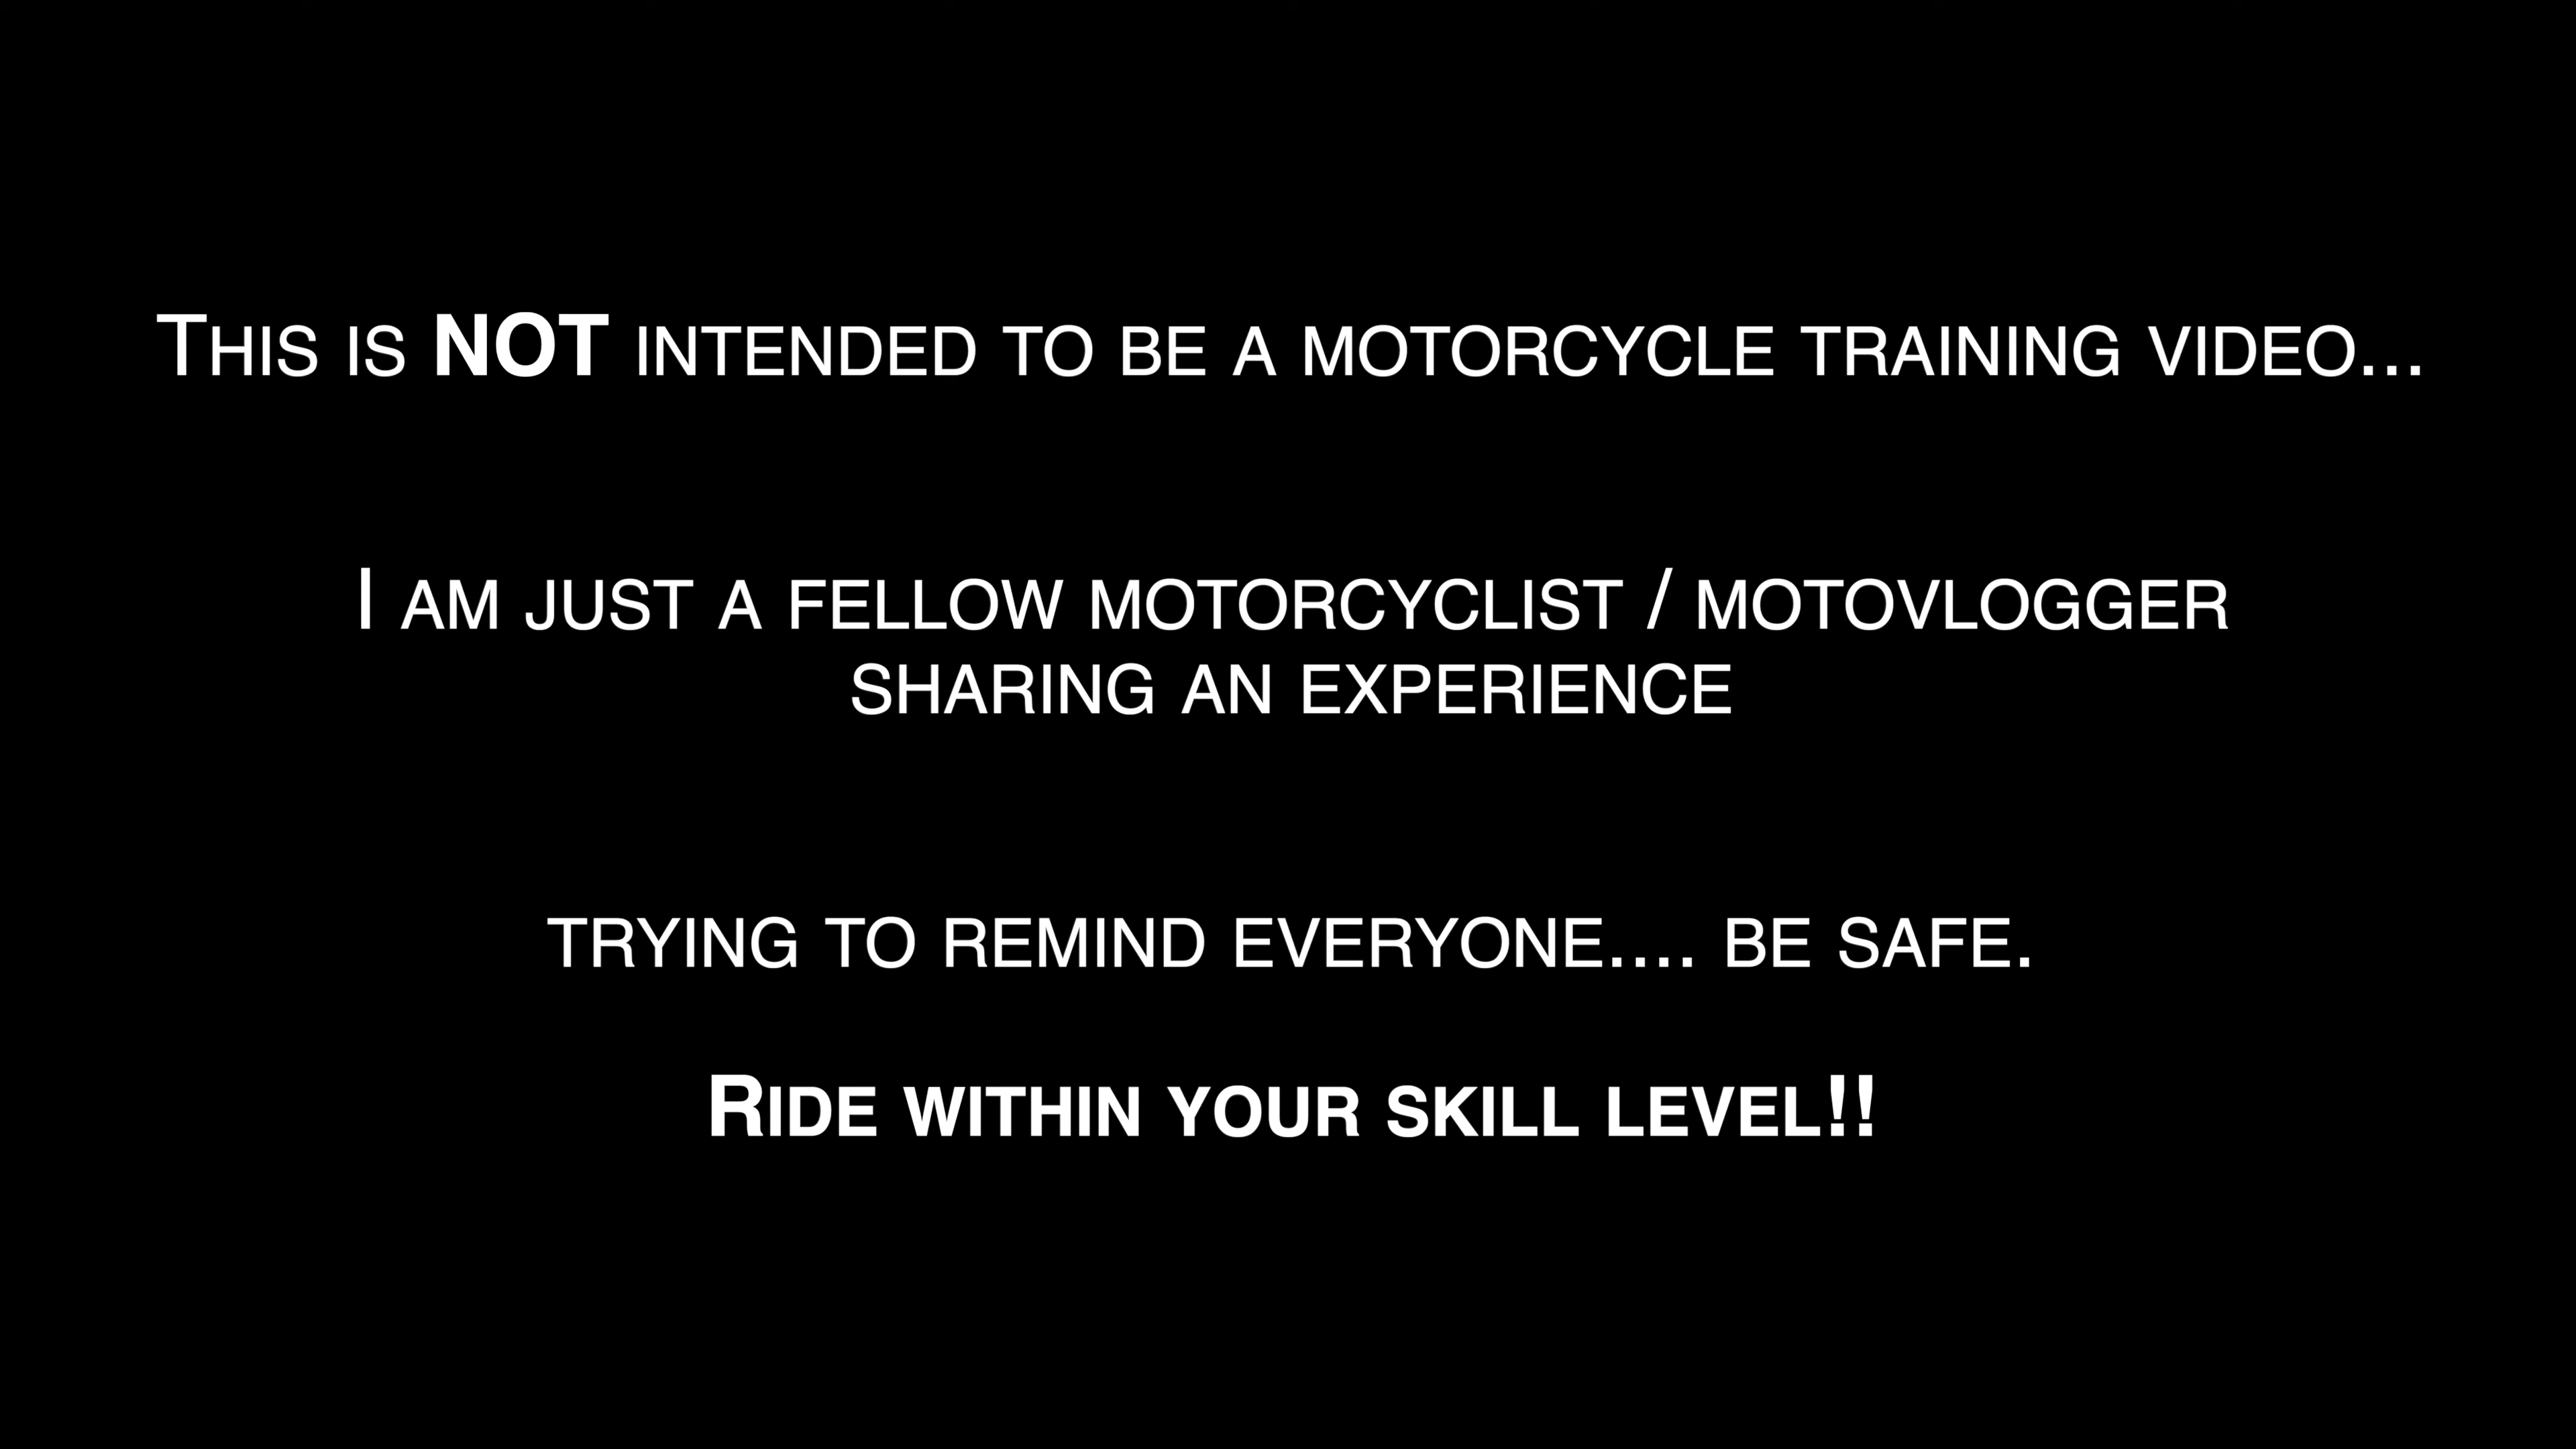 This is NOT intended to be a motorcycle training video...
I am just a fellow motorcyclist / motovlogger
sharing an experience
trying to remind everyone.... be safe.
Ride within your skill level!!